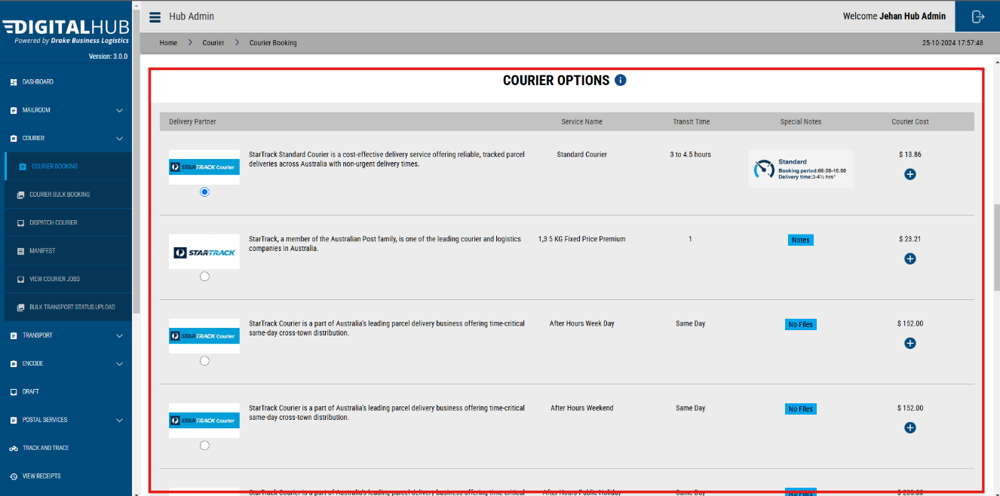 DIGITALHUB
Powered by Drake Business Logistics
Version: 3.0.0
DASHBOARD
MAILROOM
COURIER
COURIER BOOKING
COURIER BULK BOOKING
DISPATCH COURIER
MANIFEST
VIEW COURIER JOBS
BULK TRANSPORT STATUS UPLOAD
TRANSPORT
ENCODE
DRAFT
POSTAL SERVICES
TRACK AND TRACE
VIEW RECEIPTS
Hub Admin
Welcome Jehan Hub Admin
Home > Courier > Courier Booking
25-10-2024 17:57:48
COURIER OPTIONS i
Delivery Partner Service Name Transit Time Special Notes Courier Cost
STARTRACK Courier
StarTrack Standard Courier is a cost-effective delivery service offering reliable, tracked parcel
deliveries across Australia with non-urgent delivery times.
Standard Courier
3 to 4.5 hours
Standard
Booking period:06:00-16:00
Delivery time:3-4½ hrs*
$ 13.86
STARTRACK
StarTrack, a member of the Australian Post family, is one of the leading courier and logistics
companies in Australia.
1,3 5 KG Fixed Price Premium
1
Notes
$ 23.21
STARTRACK Courier
StarTrack Courier is a part of Australia's leading parcel delivery business offering time-critical
same-day cross-town distribution.
After Hours Week Day
Same Day
No Files
$ 152.00
STARTRACK Courier
StarTrack Courier is a part of Australia's leading parcel delivery business offering time-critical
same-day cross-town distribution.
After Hours Weekend
Same Day
No Files
$ 152.00
StarTrack Courier is a part of Australia's leading parcel delivery business offering time-critical
After Hours Public Holiday
Same Day
No Files